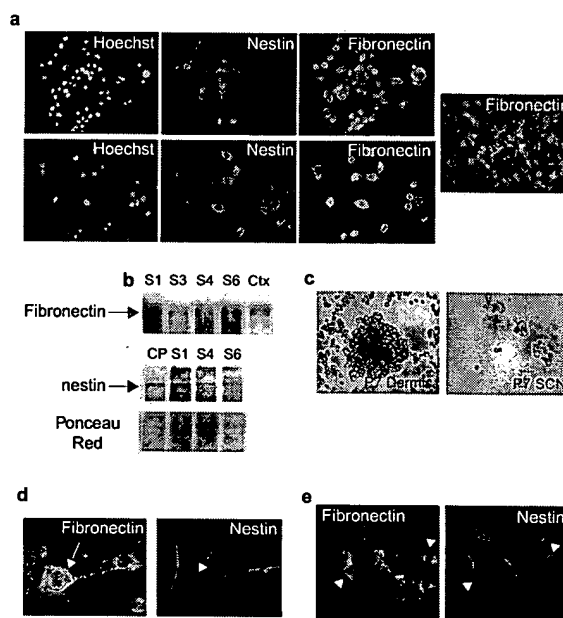 a
Hoechst Nestin Fibronectin
Fibronectin
Hoechst Nestin Fibronectin
b S1 S3 S4 S6 Ctx
Fibronectin
CP S1 S4 S6
nestin
Ponceau
Red
c
P7 Dermis P7 SCN
d
Fibronectin Nestin
e
Fibronectin Nestin